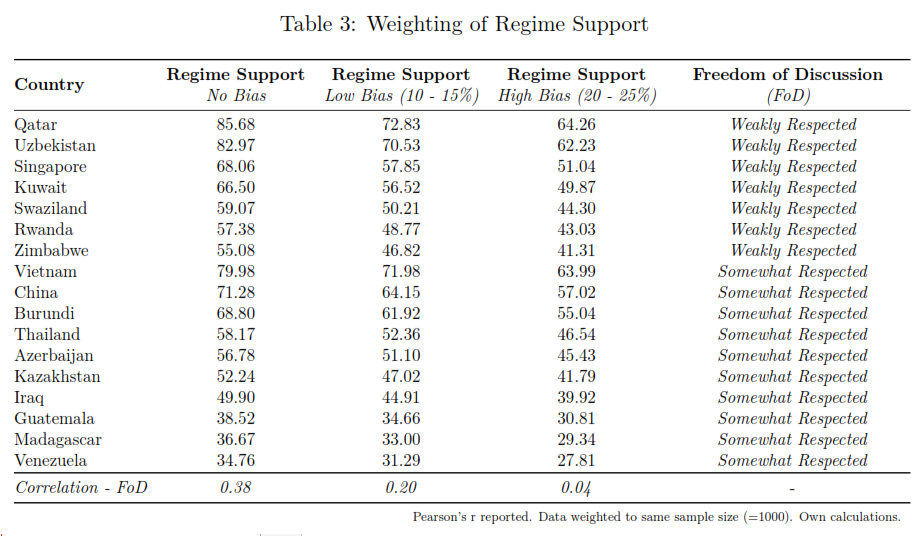 Table 3: Weighting of Regime Support
Country Regime Support Regime Support Regime Support Freedom of Discussion
No Bias Low Bias (10 - 15%) High Bias (20 - 25%) (FoD)
Qatar 85.68 72.83 64.26 Weakly Respected
Uzbekistan 82.97 70.53 62.23 Weakly Respected
Singapore 68.06 57.85 51.04 Weakly Respected
Kuwait 66.50 56.52 49.87 Weakly Respected
Swaziland 59.07 50.21 44.30 Weakly Respected
Rwanda 57.38 48.77 43.03 Weakly Respected
Zimbabwe 55.08 46.82 41.31 Weakly Respected
Vietnam 79.98 71.98 63.99 Somewhat Respected
China 71.28 64.15 57.02 Somewhat Respected
Burundi 68.80 61.92 55.04 Somewhat Respected
Thailand 58.17 52.36 46.54 Somewhat Respected
Azerbaijan 56.78 51.10 45.43 Somewhat Respected
Kazakhstan 52.24 47.02 41.79 Somewhat Respected
Iraq 49.90 44.91 39.92 Somewhat Respected
Guatemala 38.52 34.66 30.81 Somewhat Respected
Madagascar 36.67 33.00 29.34 Somewhat Respected
Venezuela 34.76 31.29 27.81 Somewhat Respected
Correlation - FoD 0.38 0.20 0.04 -
Pearson's r reported. Data weighted to same sample size (=1000). Own calculations.